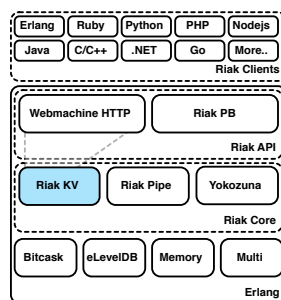 Erlang Ruby Python PHP Nodejs
Java C/C++ .NET Go More..
Riak Clients
Webmachine HTTP Riak PB
Riak API
Riak KV Riak Pipe Yokozuna
Riak Core
Bitcask eLevelDB Memory Multi
Erlang